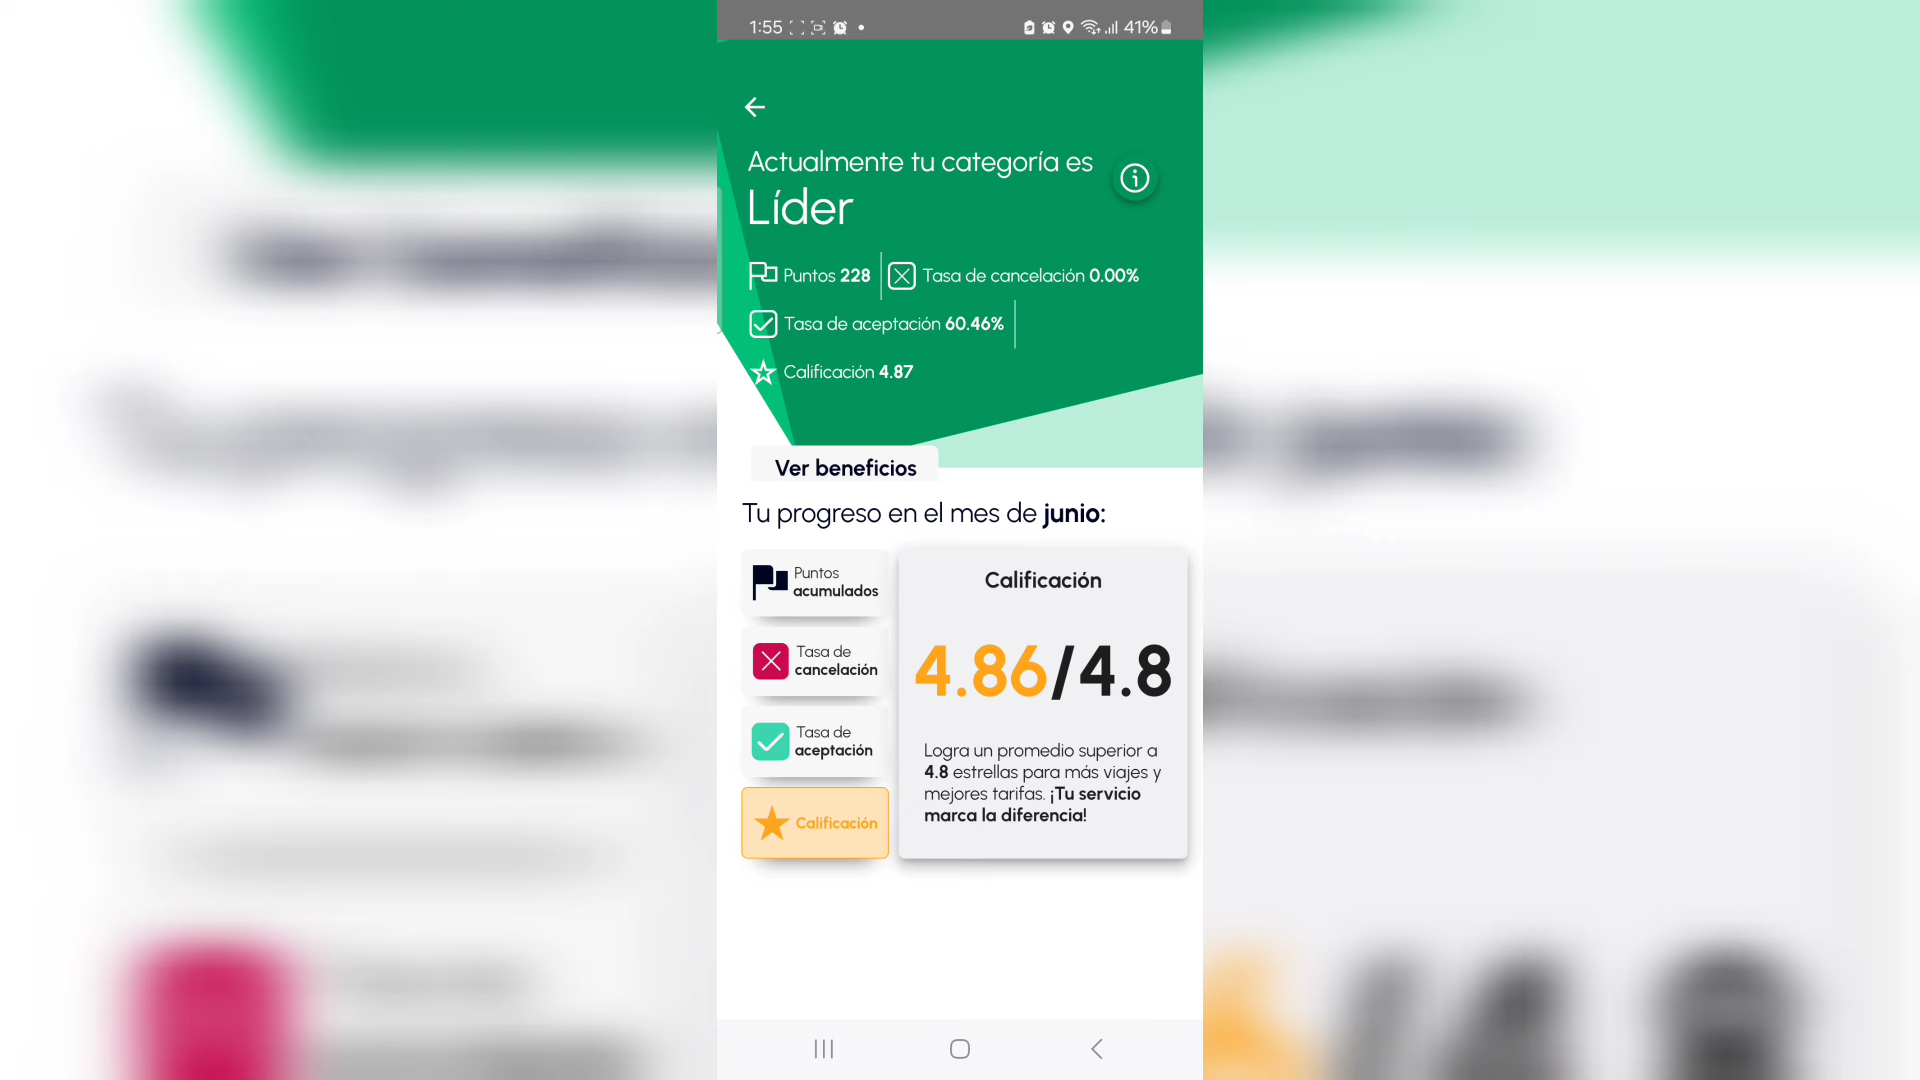 1:55
41%
Actualmente tu categoría es
Líder
Puntos 228
Tasa de cancelación 0.00%
Tasa de aceptación 60.46%
Calificación 4.87
Ver beneficios
Tu progreso en el mes de junio:
Puntos
acumulados
Tasa de
cancelación
Tasa de
aceptación
Calificación
Calificación
4.86/4.8
Logra un promedio superior a
4.8 estrellas para más viajes y
mejores tarifas. ¡Tu servicio
marca la diferencia!